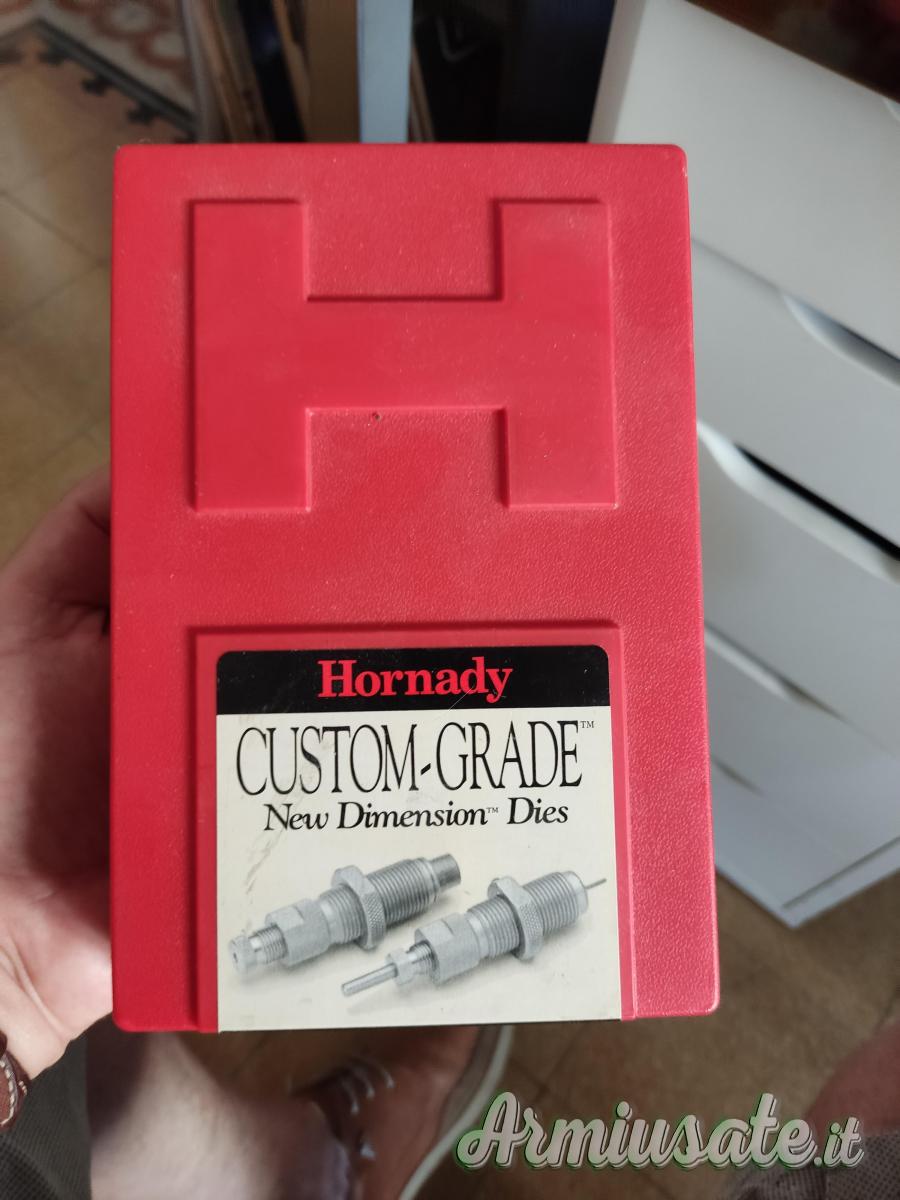 H
Hornady
CUSTOM-GRADE™
New Dimension™ Dies
Armiusate.it